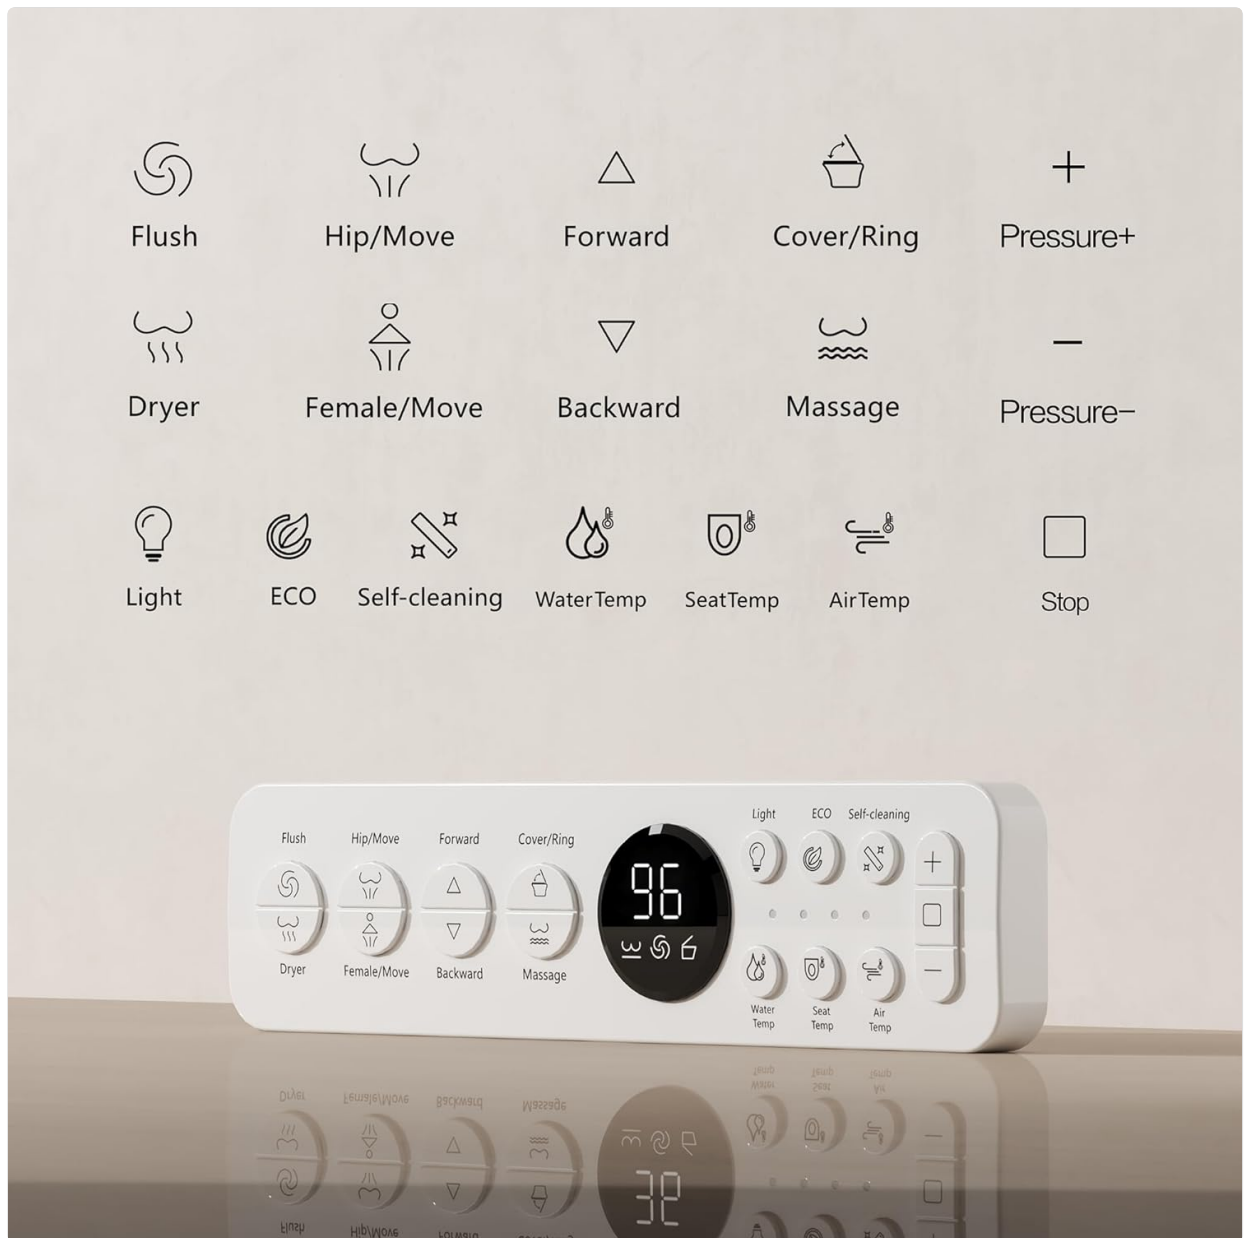 Flush
Hip/Move
Forward
Cover/Ring
Pressure+
Dryer
Female/Move
Backward
Massage
Pressure−
Light
ECO
Self-cleaning
WaterTemp
SeatTemp
AirTemp
Stop
Light
ECO
Self-cleaning
Flush
Hip/Move
Forward
Cover/Ring
96
Dryer
Female/Move
Backward
Massage
Water
Temp
Seat
Temp
Air
Temp